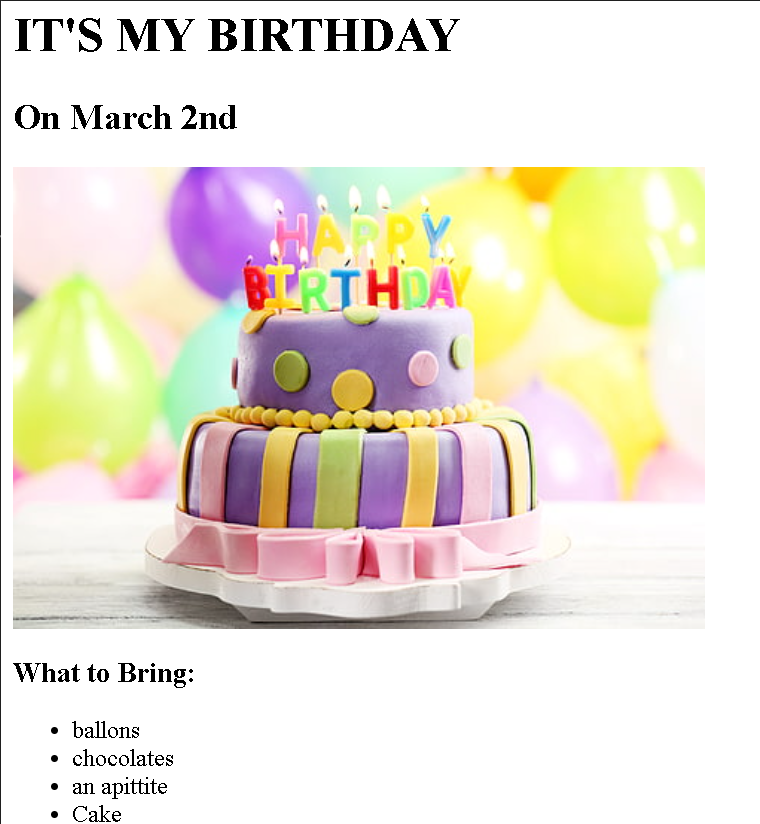 IT'S MY BIRTHDAY
On March 2nd
HAPPY
BIRTHDAY
What to Bring:
ballons
chocolates
an apittite
Cake